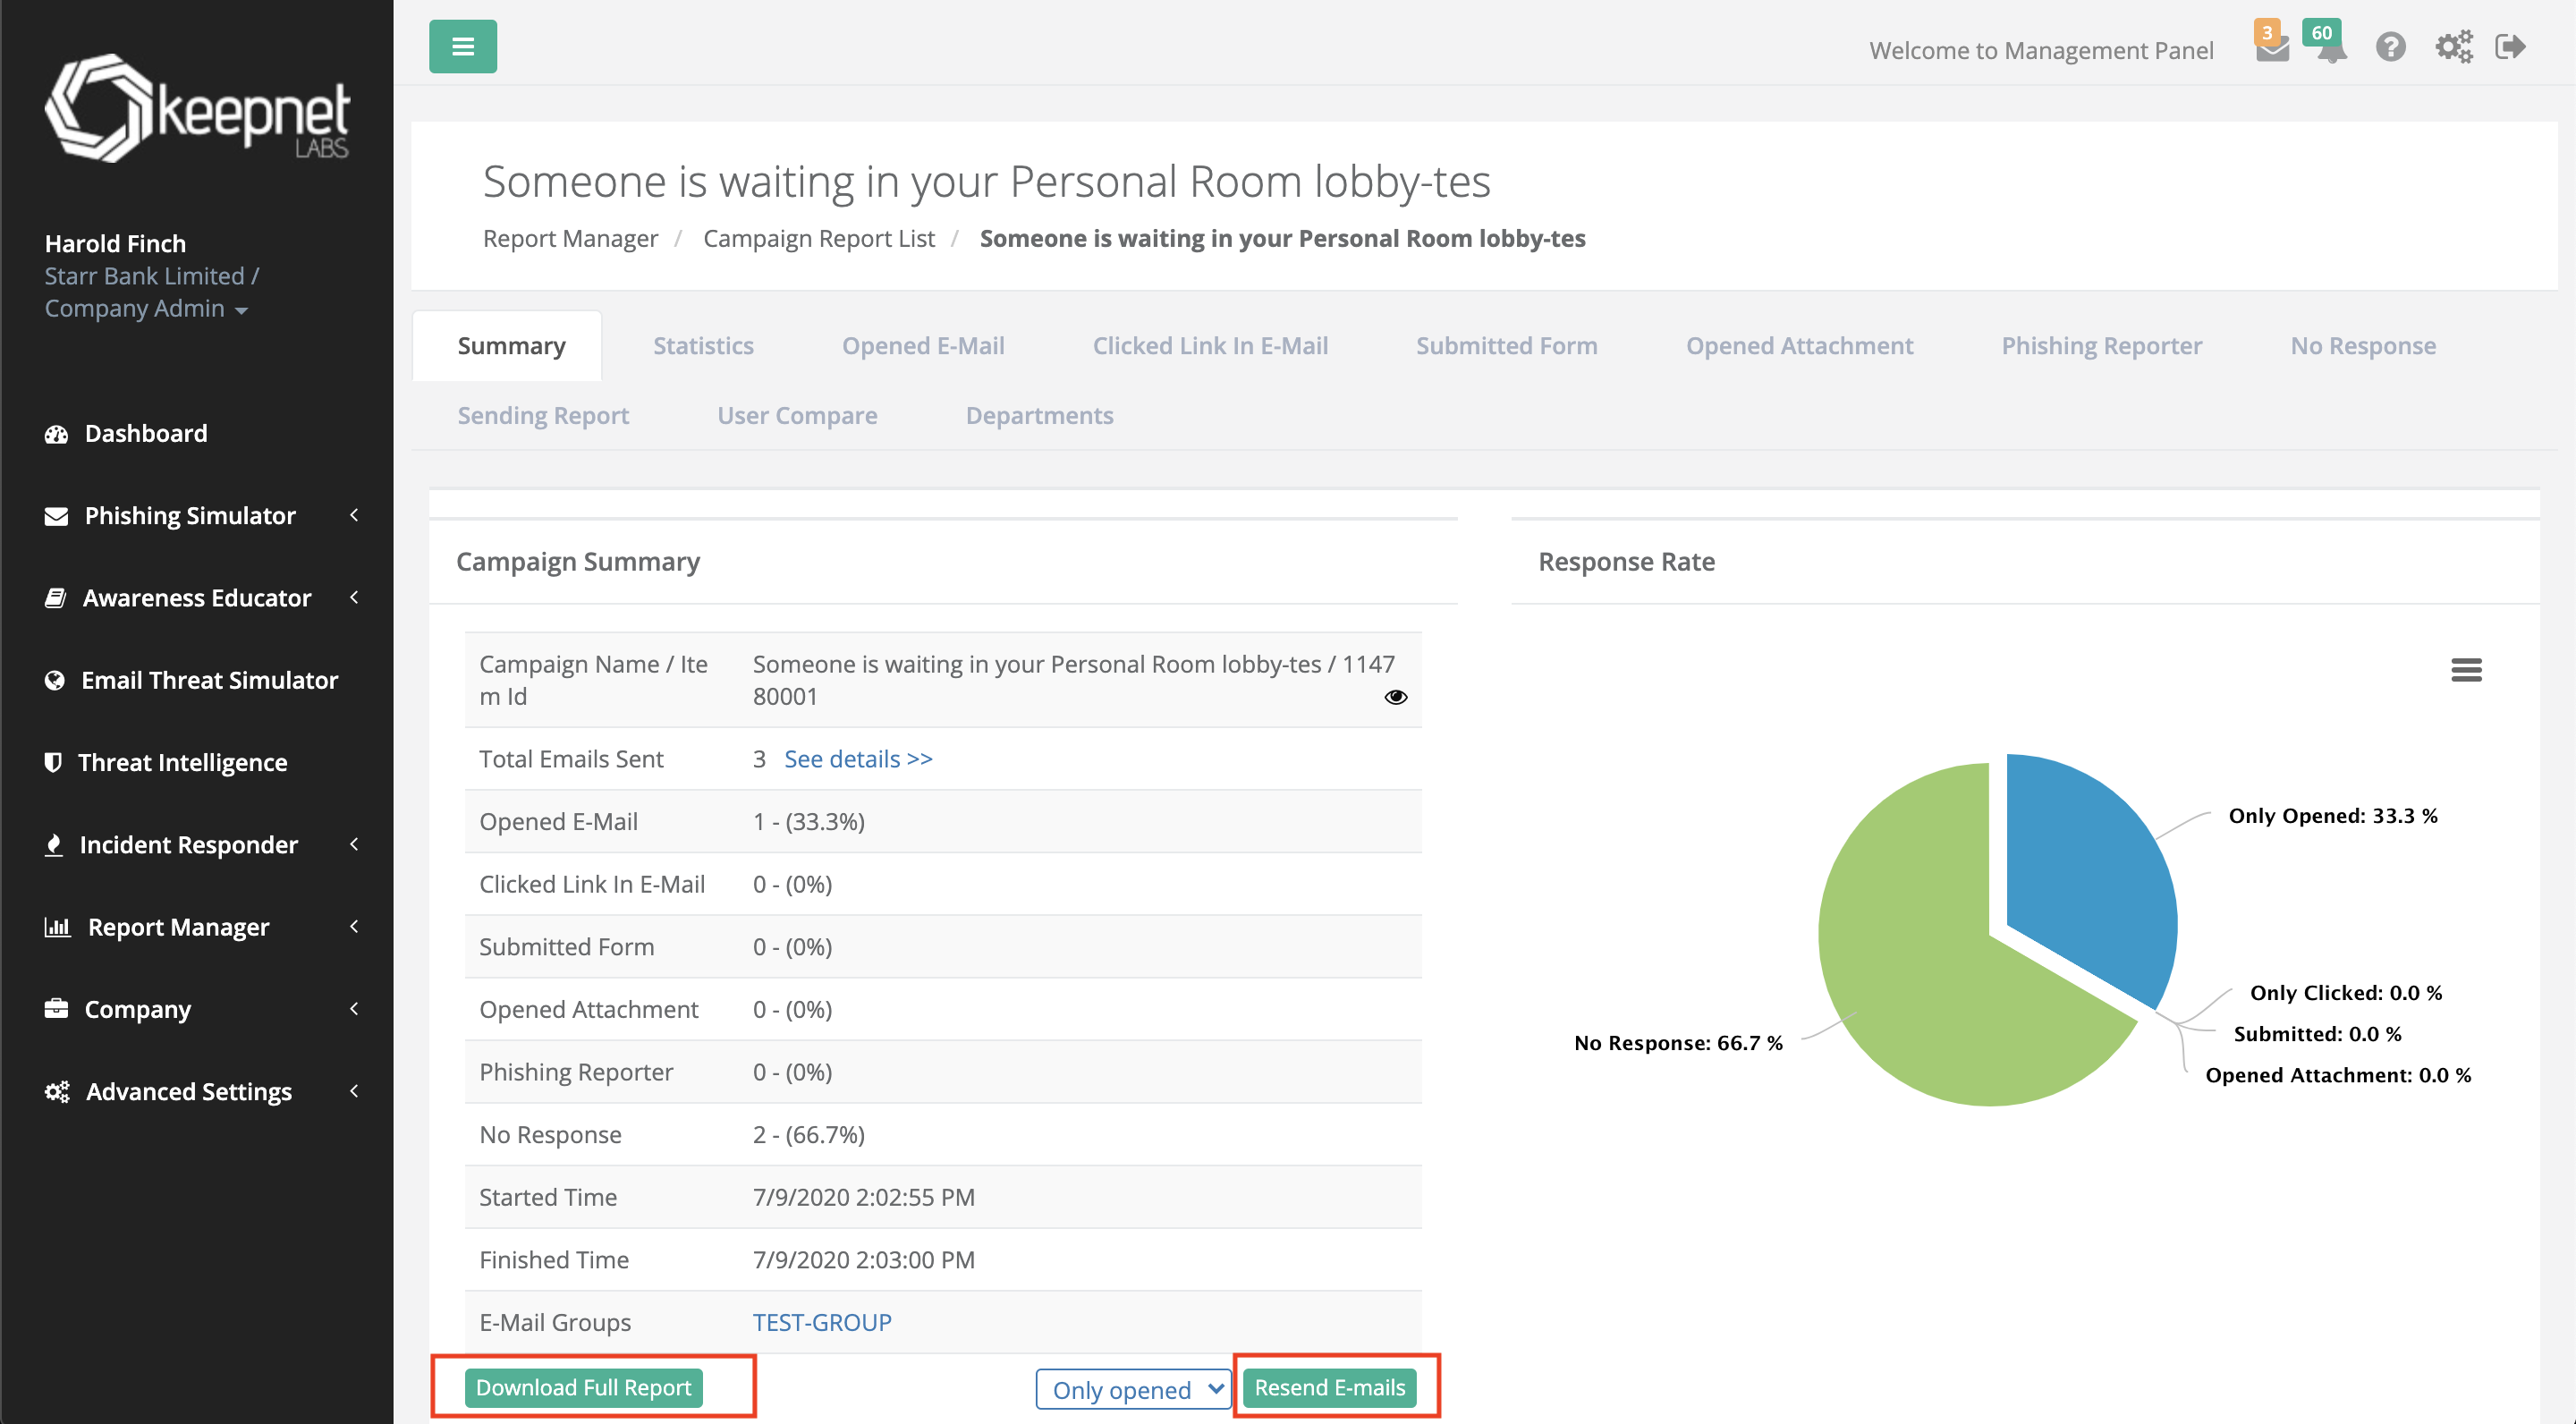 keepnet
LABS
Harold Finch
Starr Bank Limited /
Company Admin
Dashboard
Phishing Simulator
Awareness Educator
Email Threat Simulator
Threat Intelligence
Incident Responder
Report Manager
Company
Advanced Settings
Welcome to Management Panel
3
60
Someone is waiting in your Personal Room lobby-tes
Report Manager / Campaign Report List / Someone is waiting in your Personal Room lobby-tes
Summary Statistics Opened E-Mail Clicked Link In E-Mail Submitted Form Opened Attachment Phishing Reporter No Response
Sending Report User Compare Departments
Campaign Summary
Campaign Name / Ite
m Id
Someone is waiting in your Personal Room lobby-tes / 1147
80001
Total Emails Sent 3 See details >>
Opened E-Mail 1 - (33.3%)
Clicked Link In E-Mail 0 - (0%)
Submitted Form 0 - (0%)
Opened Attachment 0 - (0%)
Phishing Reporter 0 - (0%)
No Response 2 - (66.7%)
Started Time 7/9/2020 2:02:55 PM
Finished Time 7/9/2020 2:03:00 PM
E-Mail Groups TEST-GROUP
Download Full Report Only opened Resend E-mails
Response Rate
Only Opened: 33.3 %
Only Clicked: 0.0 %
Submitted: 0.0 %
Opened Attachment: 0.0 %
No Response: 66.7 %